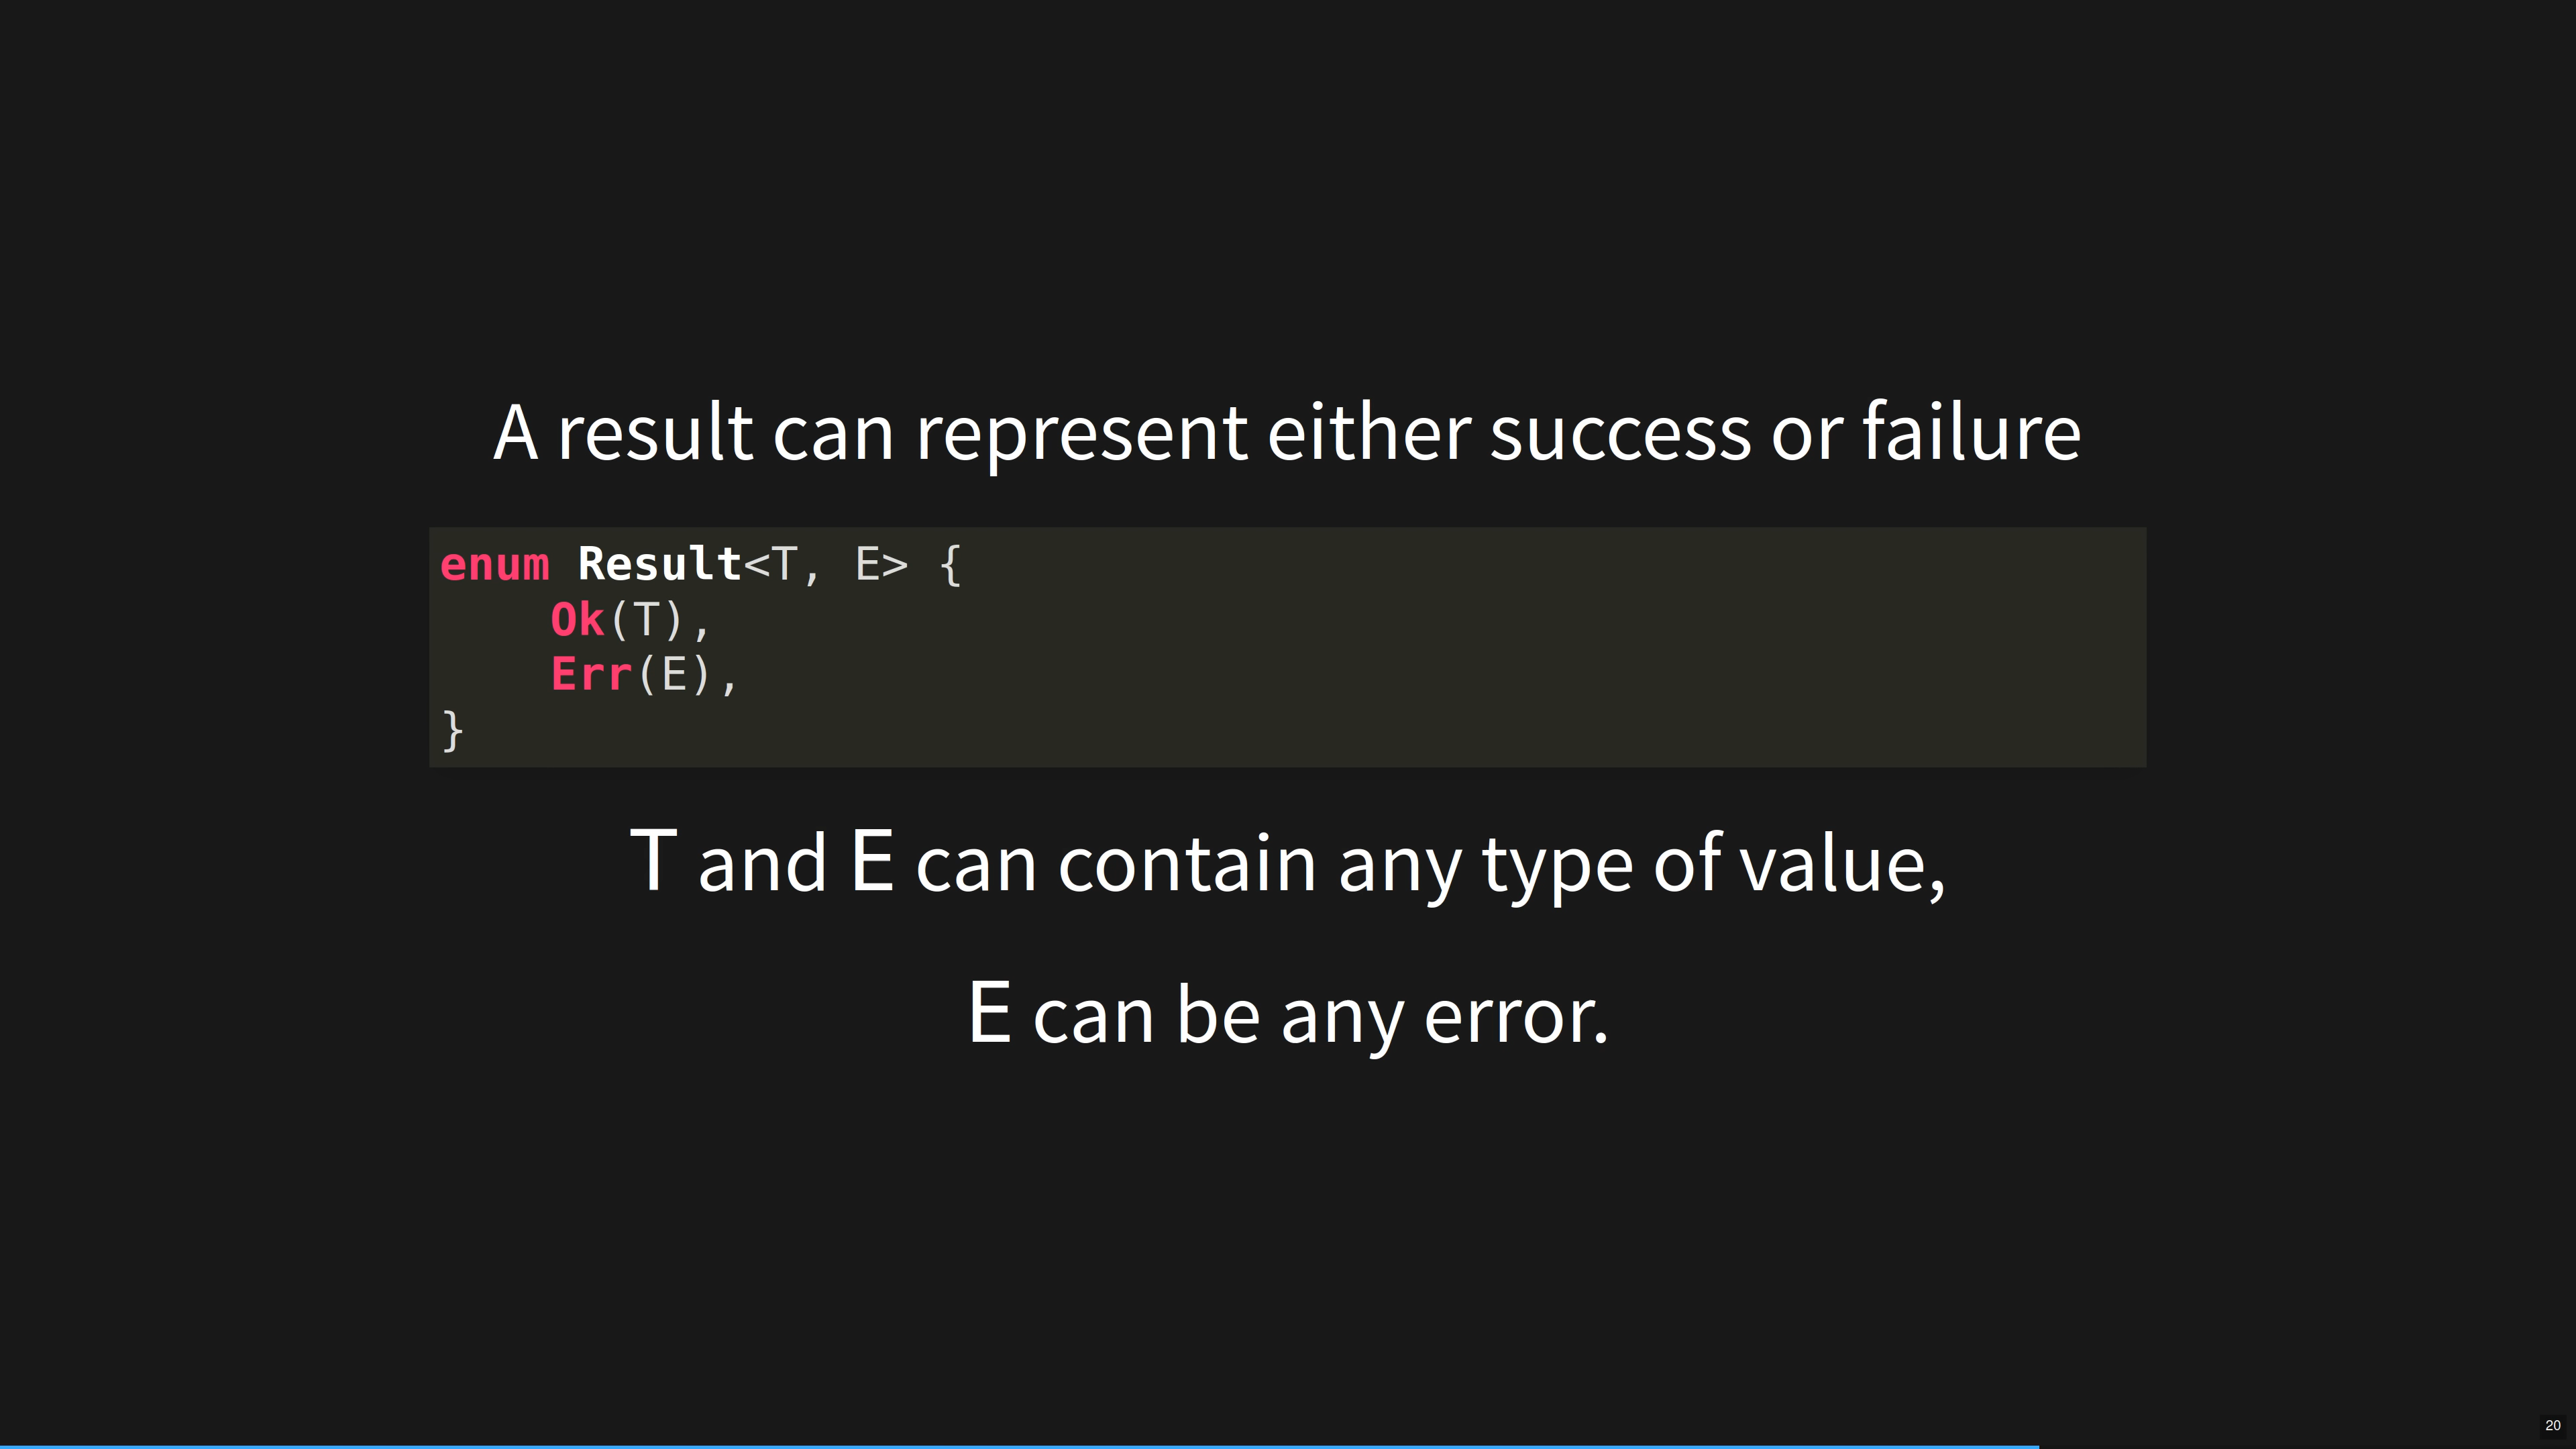 A result can represent either success or failure
enum Result<T, E> {
    Ok(T),
    Err(E),
}
T and E can contain any type of value,
E can be any error.
20